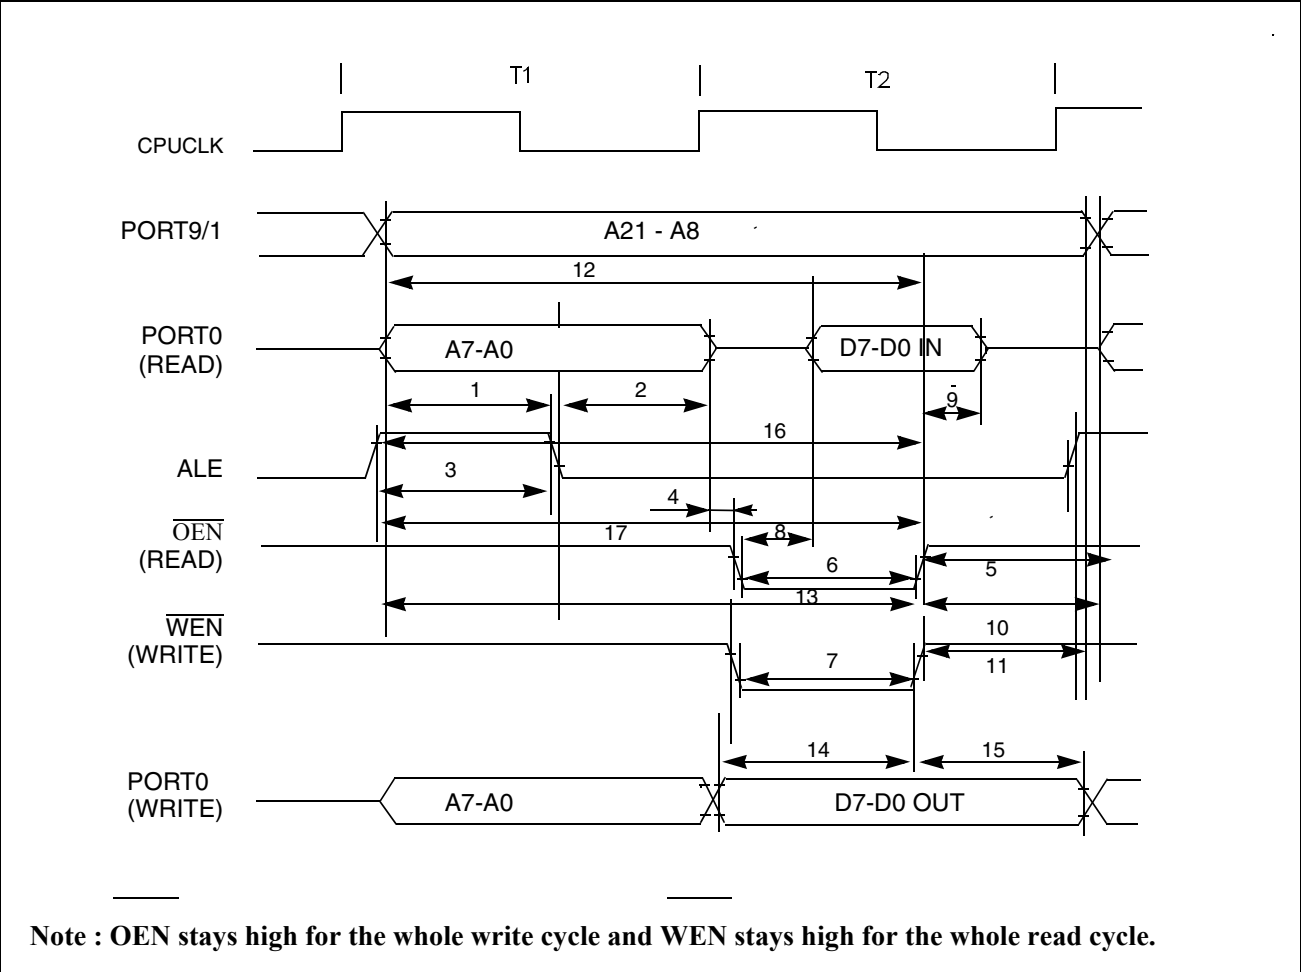 T1 T2
CPUCLK
PORT9/1 A21 - A8
12
PORT0
(READ) A7-A0 D7-D0 IN
1 2 9
16
ALE 3
4
OEN 17 8
(READ) 6 5
13
WEN 10
(WRITE) 7 11
14 15
PORT0
(WRITE) A7-A0 D7-D0 OUT
Note : OEN stays high for the whole write cycle and WEN stays high for the whole read cycle.